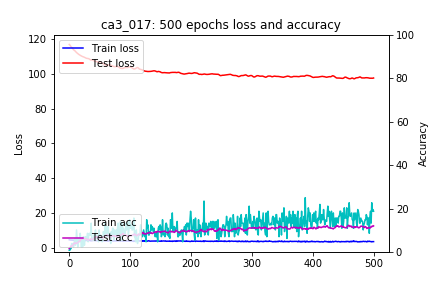 ca3_017: 500 epochs loss and accuracy
120
100
80
60
40
20
0
Loss
Train loss
Test loss
Train acc
Test acc
100
80
60
40
20
0
Accuracy
0
100
200
300
400
500